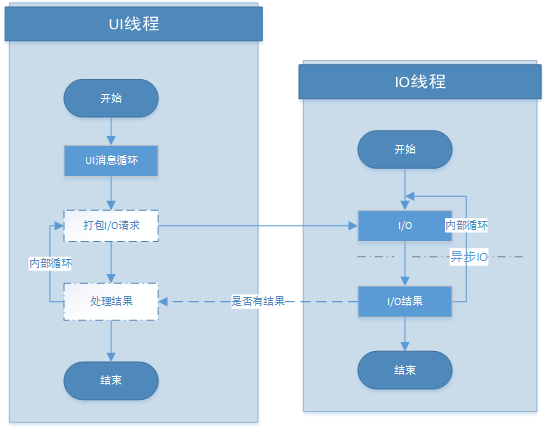 UI线程
开始
UI消息循环
打包I/O请求
内部循环
处理结果
结束
是否有结果
IO线程
开始
I/O
内部循环
异步IO
I/O结果
结束